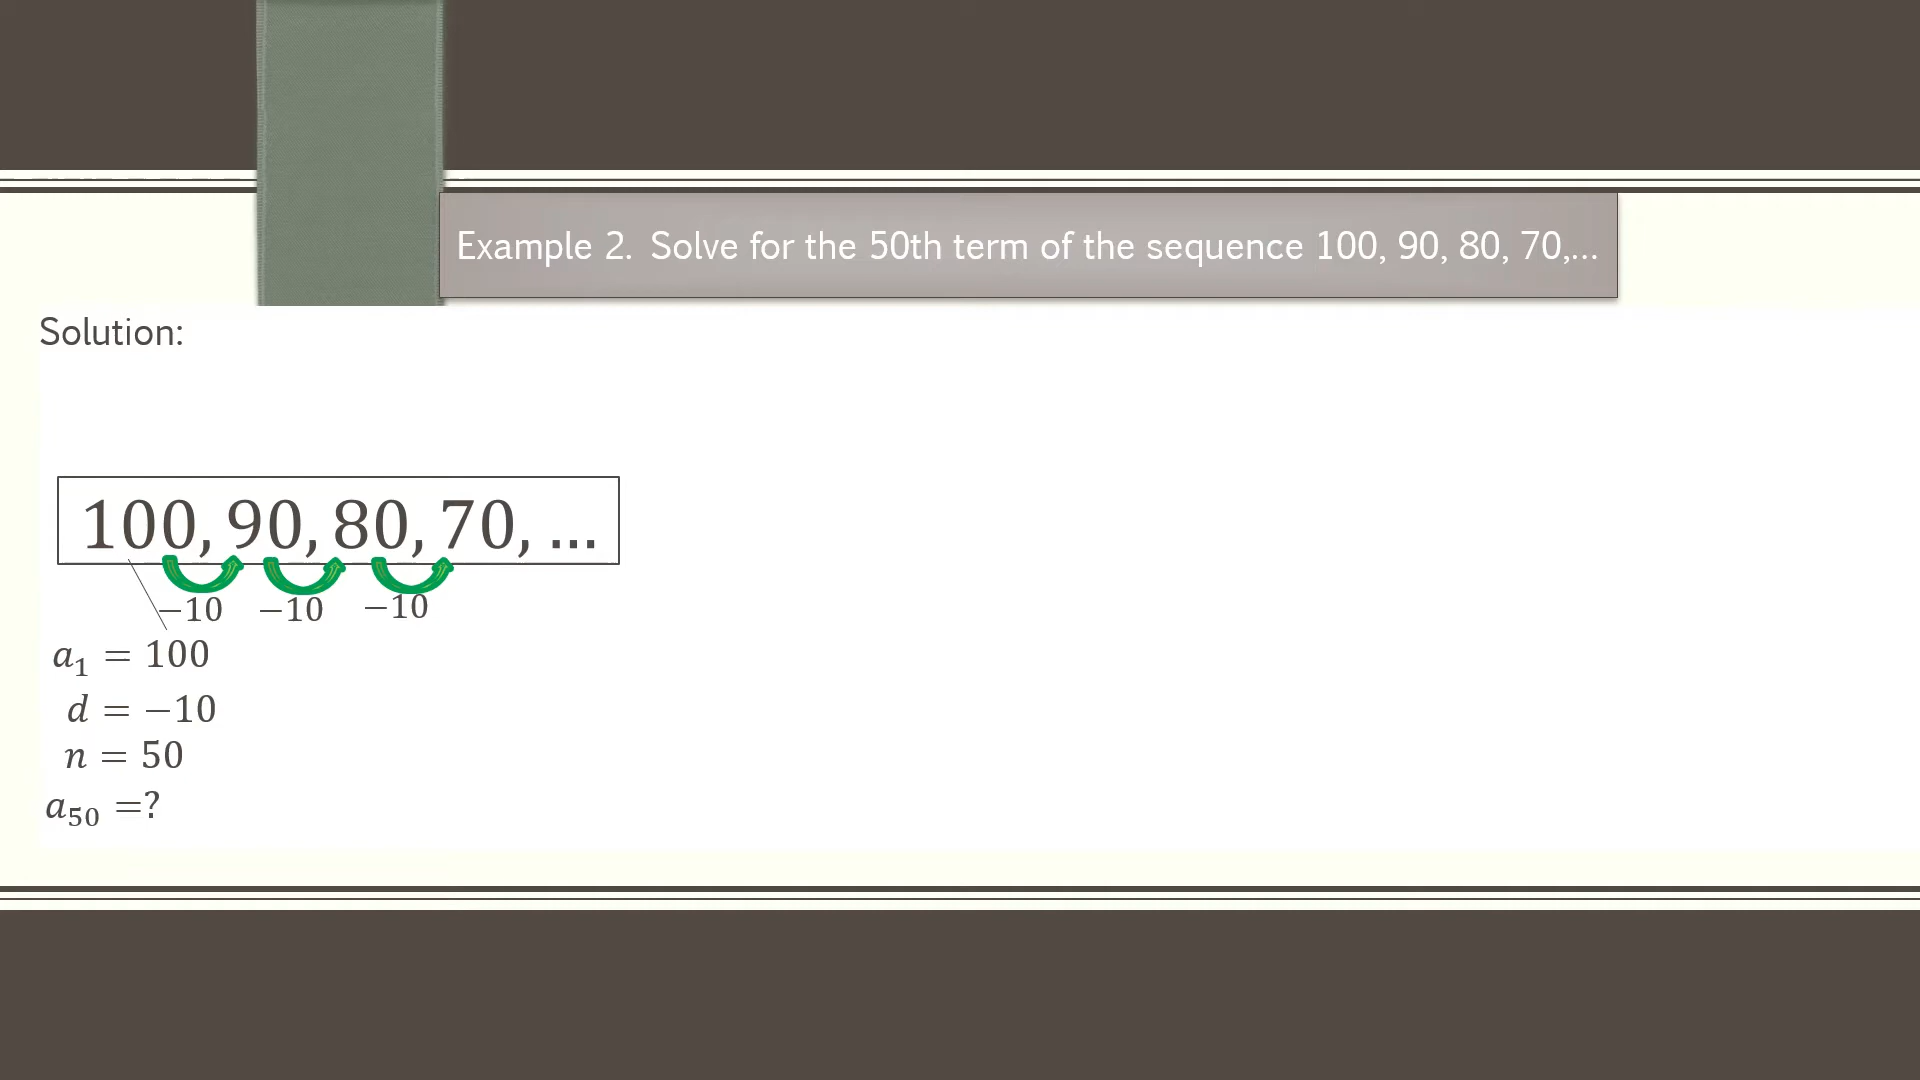 Example 2. Solve for the 50th term of the sequence 100, 90, 80, 70,...
Solution:
100, 90, 80, 70, ...
−10 −10 −10
a₁ = 100
d = −10
n = 50
a₅₀ =?